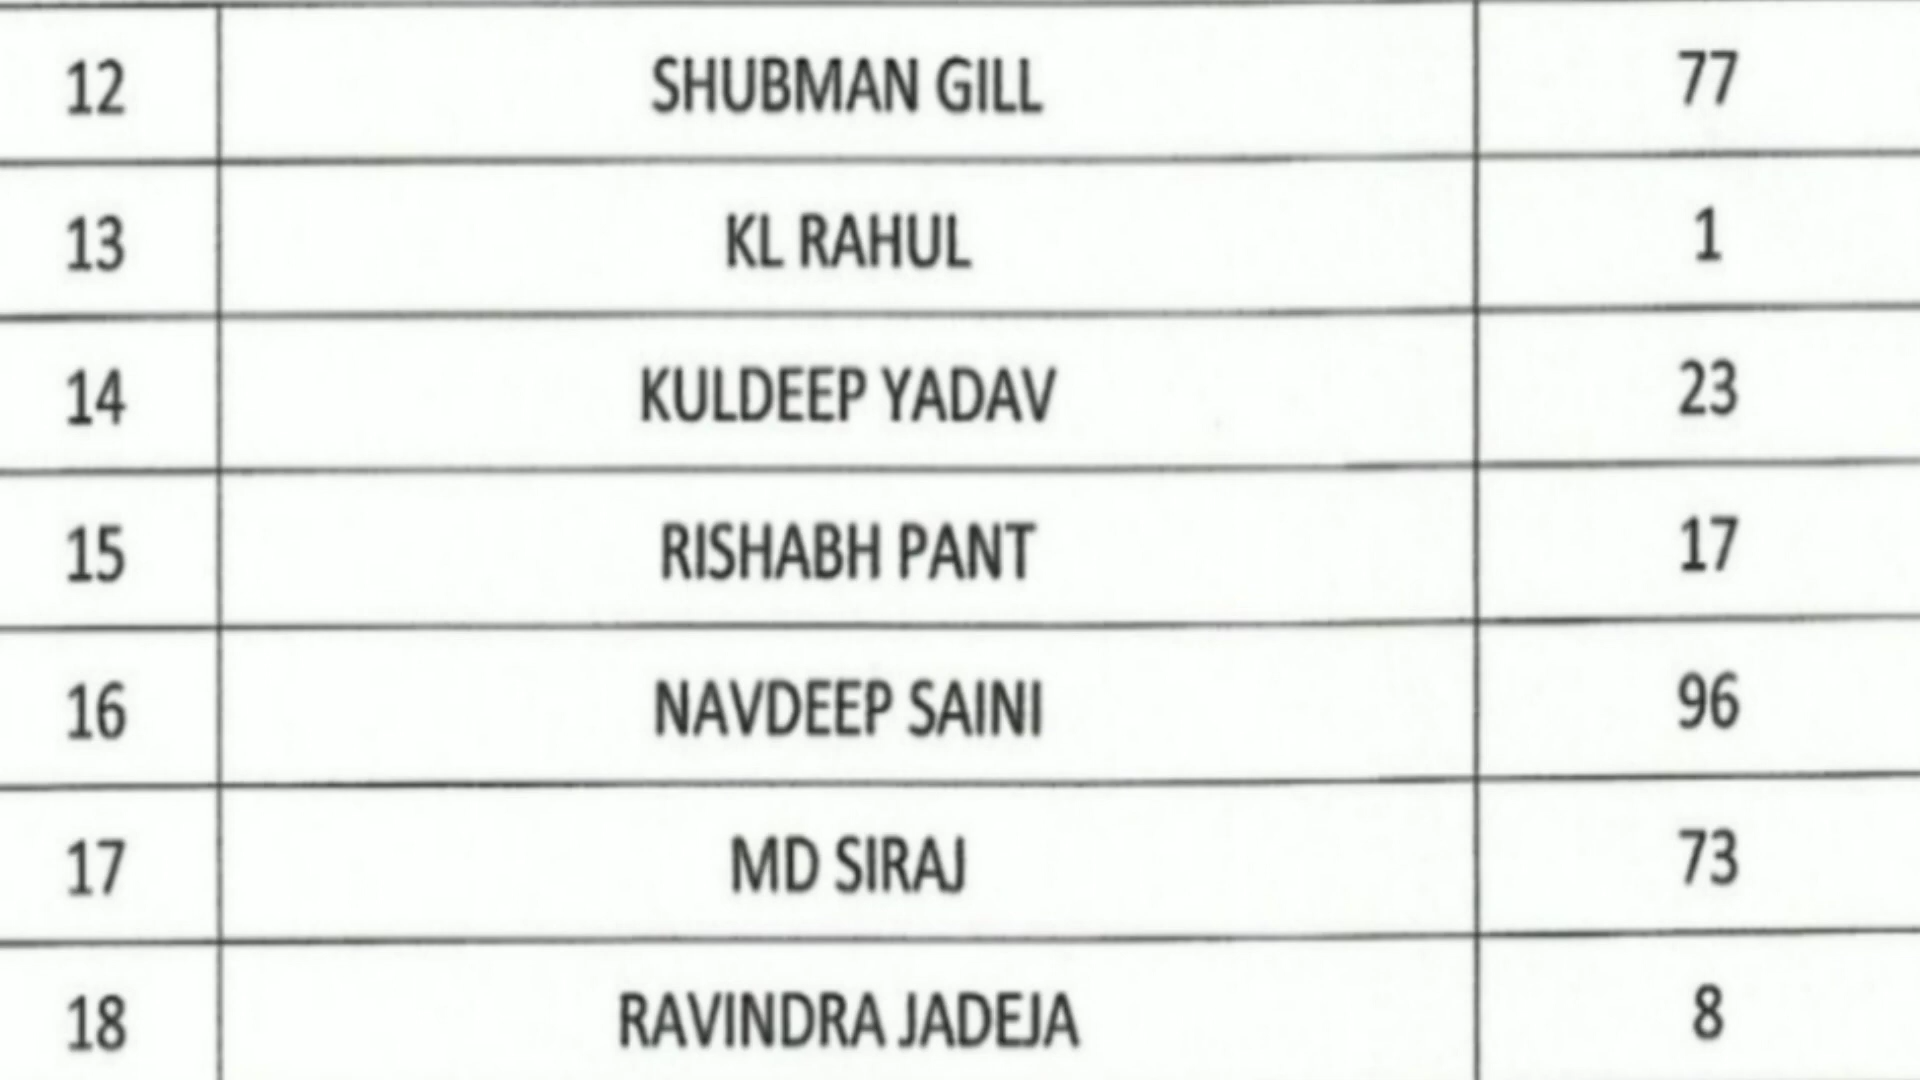 12 SHUBMAN GILL 77
13 KL RAHUL 1
14 KULDEEP YADAV 23
15 RISHABH PANT 17
16 NAVDEEP SAINI 96
17 MD SIRAJ 73
18 RAVINDRA JADEJA 8